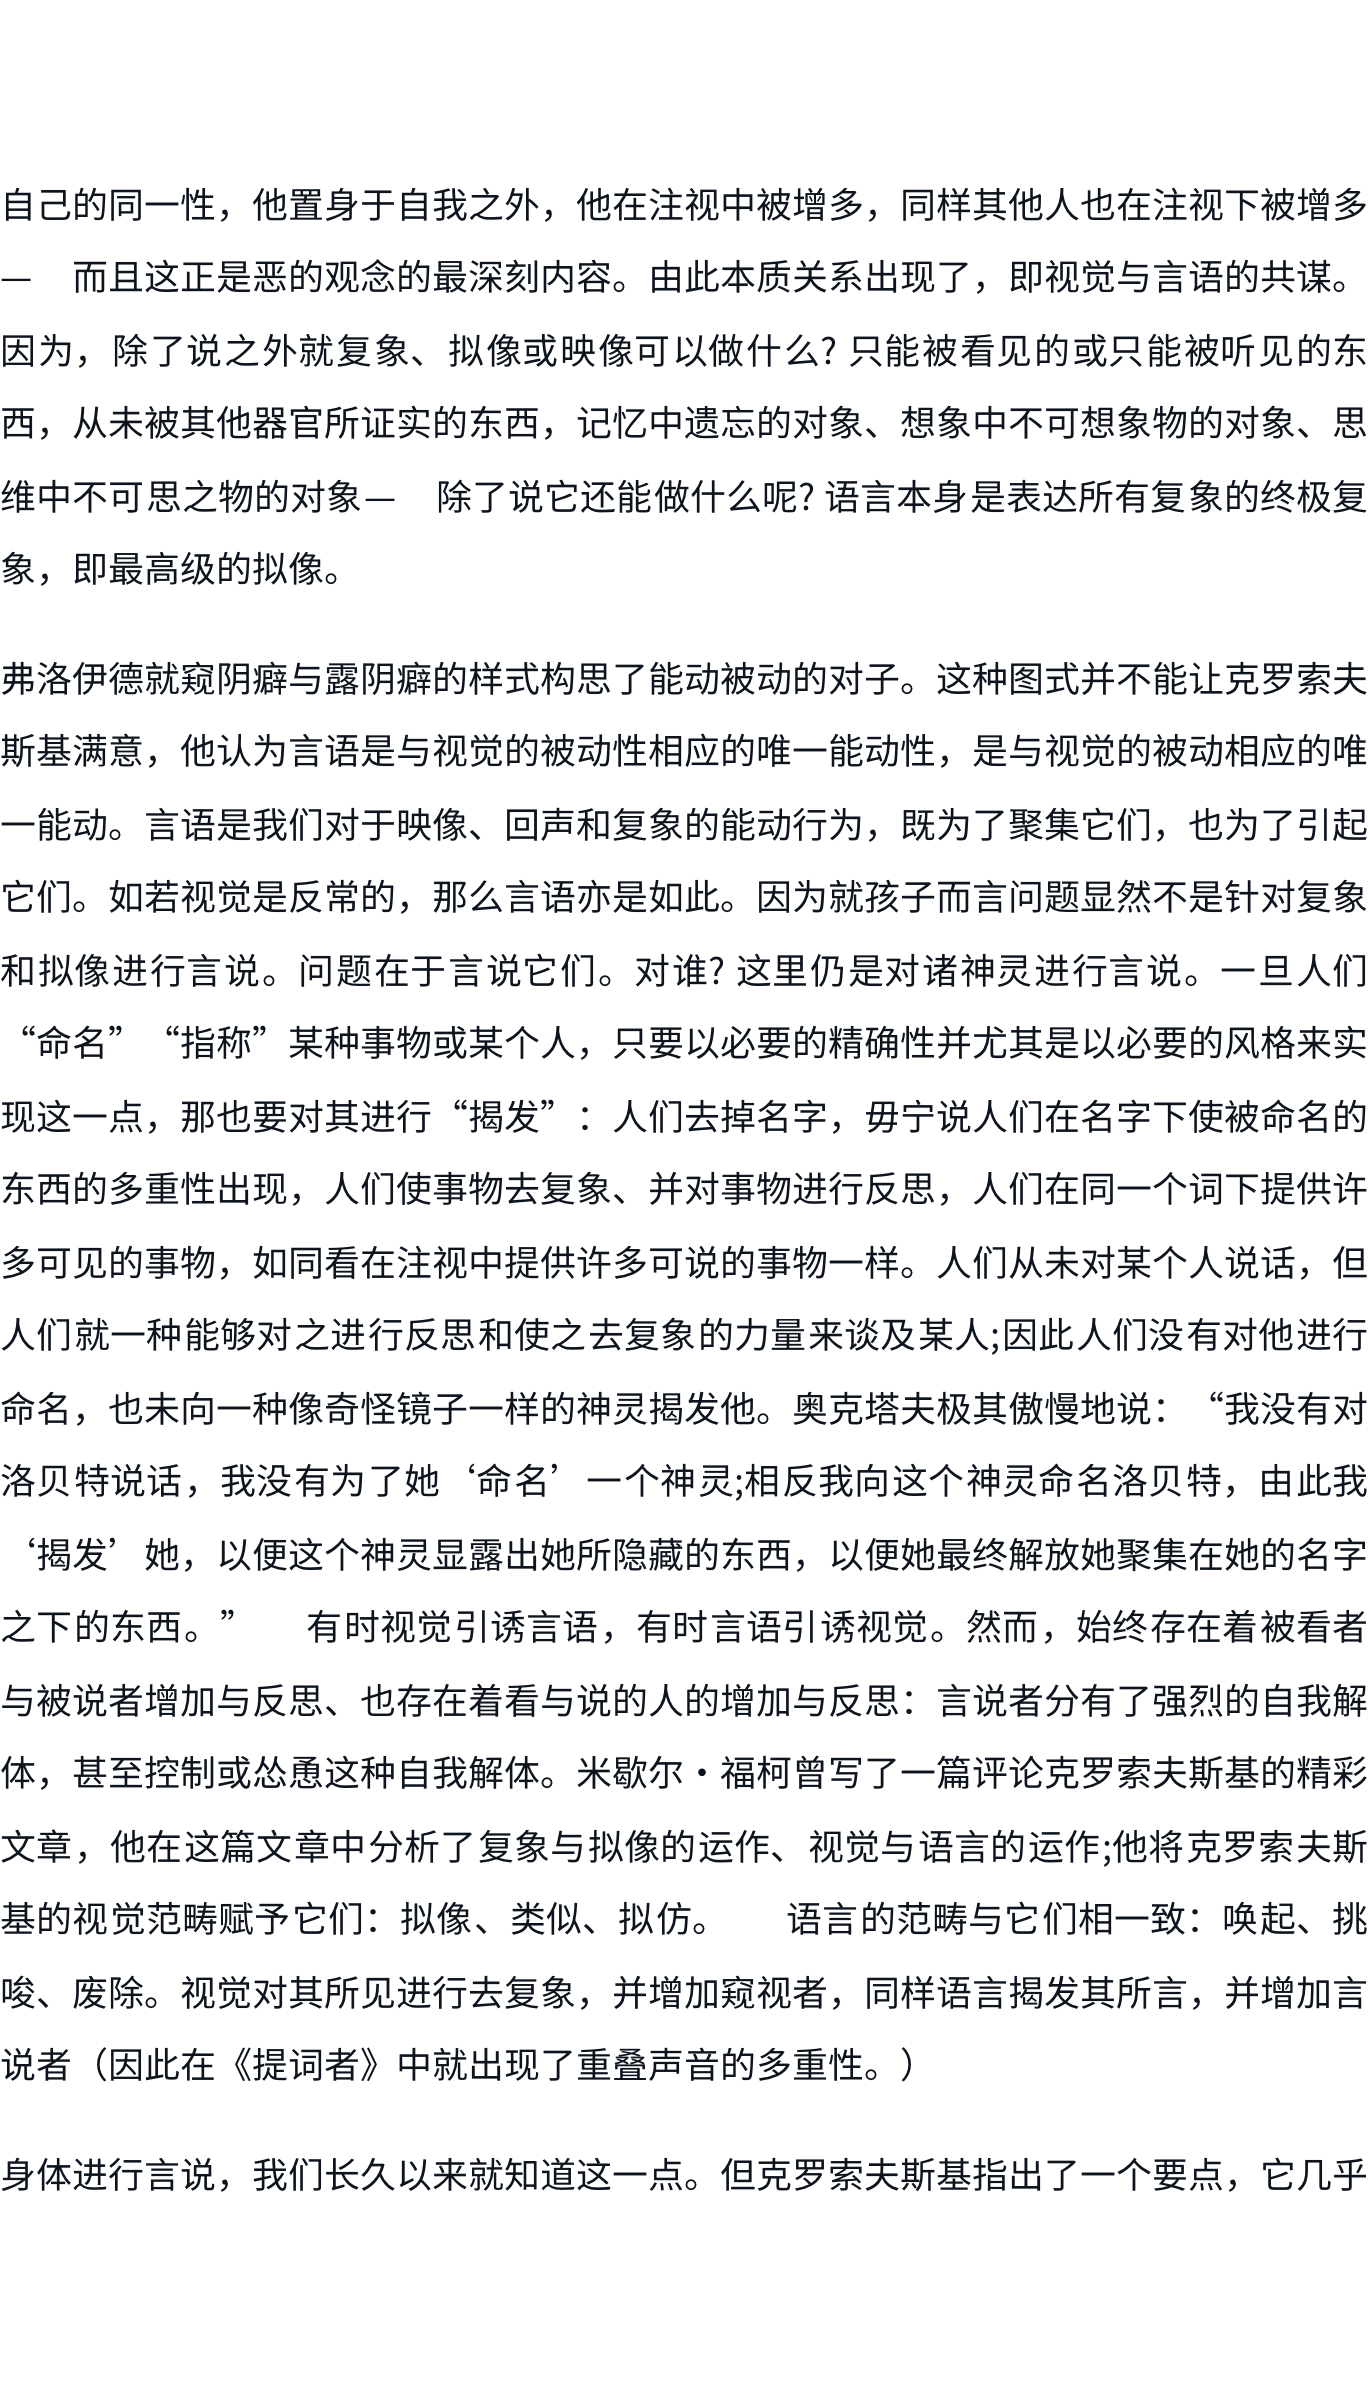 自己的同一性，他置身于自我之外，他在注视中被增多，同样其他人也在注视下被增多
—　而且这正是恶的观念的最深刻内容。由此本质关系出现了，即视觉与言语的共谋。
因为，除了说之外就复象、拟像或映像可以做什么？只能被看见的或只能被听见的东
西，从未被其他器官所证实的东西，记忆中遗忘的对象、想象中不可想象物的对象、思
维中不可思之物的对象—　除了说它还能做什么呢？语言本身是表达所有复象的终极复
象，即最高级的拟像。
弗洛伊德就窥阴癖与露阴癖的样式构思了能动被动的对子。这种图式并不能让克罗索夫
斯基满意，他认为言语是与视觉的被动性相应的唯一能动性，是与视觉的被动相应的唯
一能动。言语是我们对于映像、回声和复象的能动行为，既为了聚集它们，也为了引起
它们。如若视觉是反常的，那么言语亦是如此。因为就孩子而言问题显然不是针对复象
和拟像进行言说。问题在于言说它们。对谁？这里仍是对诸神灵进行言说。一旦人们
“命名”“指称”某种事物或某个人，只要以必要的精确性并尤其是以必要的风格来实
现这一点，那也要对其进行“揭发”：人们去掉名字，毋宁说人们在名字下使被命名的
东西的多重性出现，人们使事物去复象、并对事物进行反思，人们在同一个词下提供许
多可见的事物，如同看在注视中提供许多可说的事物一样。人们从未对某个人说话，但
人们就一种能够对之进行反思和使之去复象的力量来谈及某人;因此人们没有对他进行
命名，也未向一种像奇怪镜子一样的神灵揭发他。奥克塔夫极其傲慢地说：“我没有对
洛贝特说话，我没有为了她‘命名’一个神灵;相反我向这个神灵命名洛贝特，由此我
‘揭发’她，以便这个神灵显露出她所隐藏的东西，以便她最终解放她聚集在她的名字
之下的东西。”　　有时视觉引诱言语，有时言语引诱视觉。然而，始终存在着被看者
与被说者增加与反思、也存在着看与说的人的增加与反思：言说者分有了强烈的自我解
体，甚至控制或怂恿这种自我解体。米歇尔·福柯曾写了一篇评论克罗索夫斯基的精彩
文章，他在这篇文章中分析了复象与拟像的运作、视觉与语言的运作;他将克罗索夫斯
基的视觉范畴赋予它们：拟像、类似、拟仿。　　语言的范畴与它们相一致：唤起、挑
唆、废除。视觉对其所见进行去复象，并增加窥视者，同样语言揭发其所言，并增加言
说者（因此在《提词者》中就出现了重叠声音的多重性。）
身体进行言说，我们长久以来就知道这一点。但克罗索夫斯基指出了一个要点，它几乎